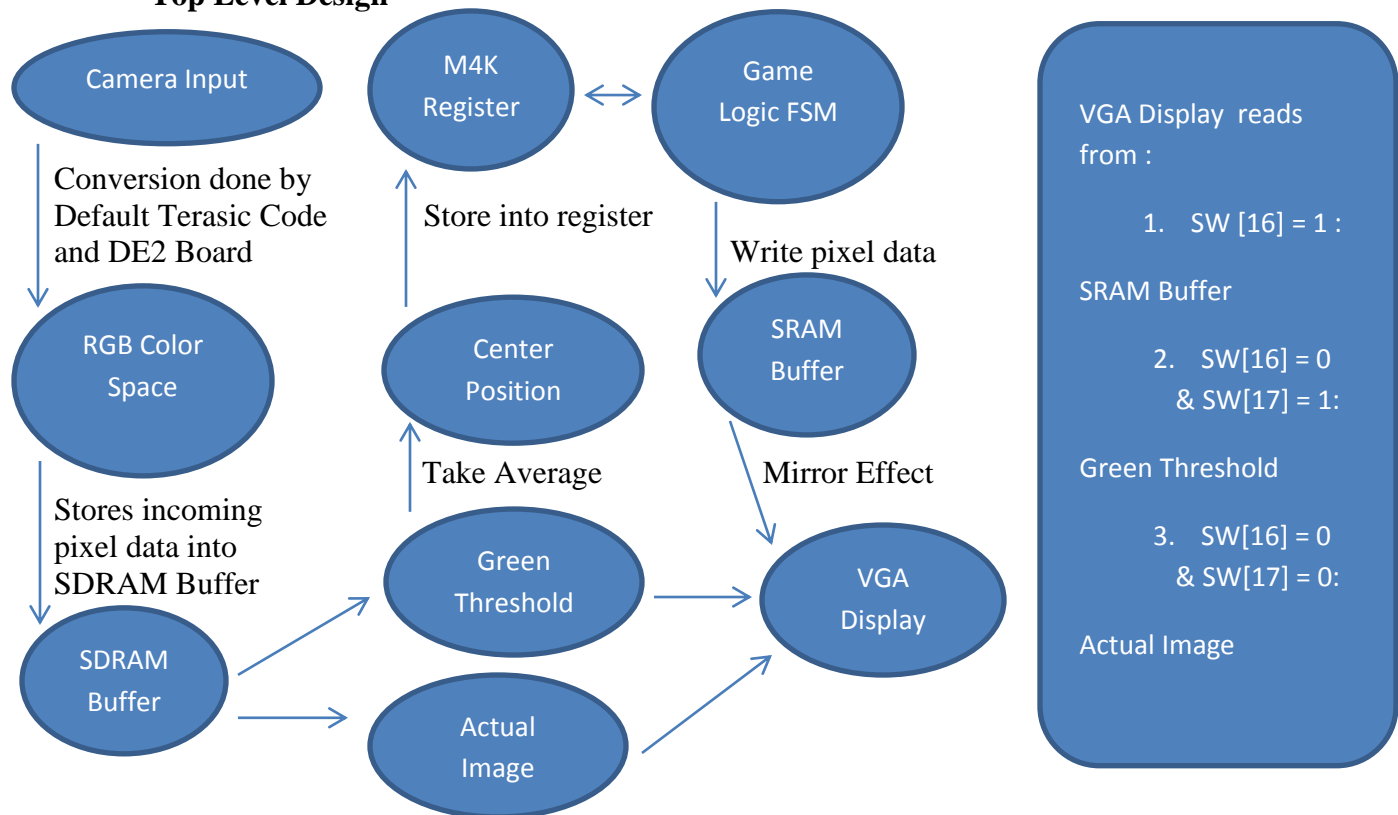 Top Level Design
Camera Input
Conversion done by
Default Terasic Code
and DE2 Board
RGB Color
Space
Stores incoming
pixel data into
SDRAM Buffer
SDRAM
Buffer
M4K
Register
Store into register
Center
Position
Take Average
Green
Threshold
Actual
Image
Game
Logic FSM
Write pixel data
SRAM
Buffer
Mirror Effect
VGA
Display
VGA Display reads
from :
1. SW [16] = 1 :
SRAM Buffer
2. SW[16] = 0
& SW[17] = 1:
Green Threshold
3. SW[16] = 0
& SW[17] = 0:
Actual Image